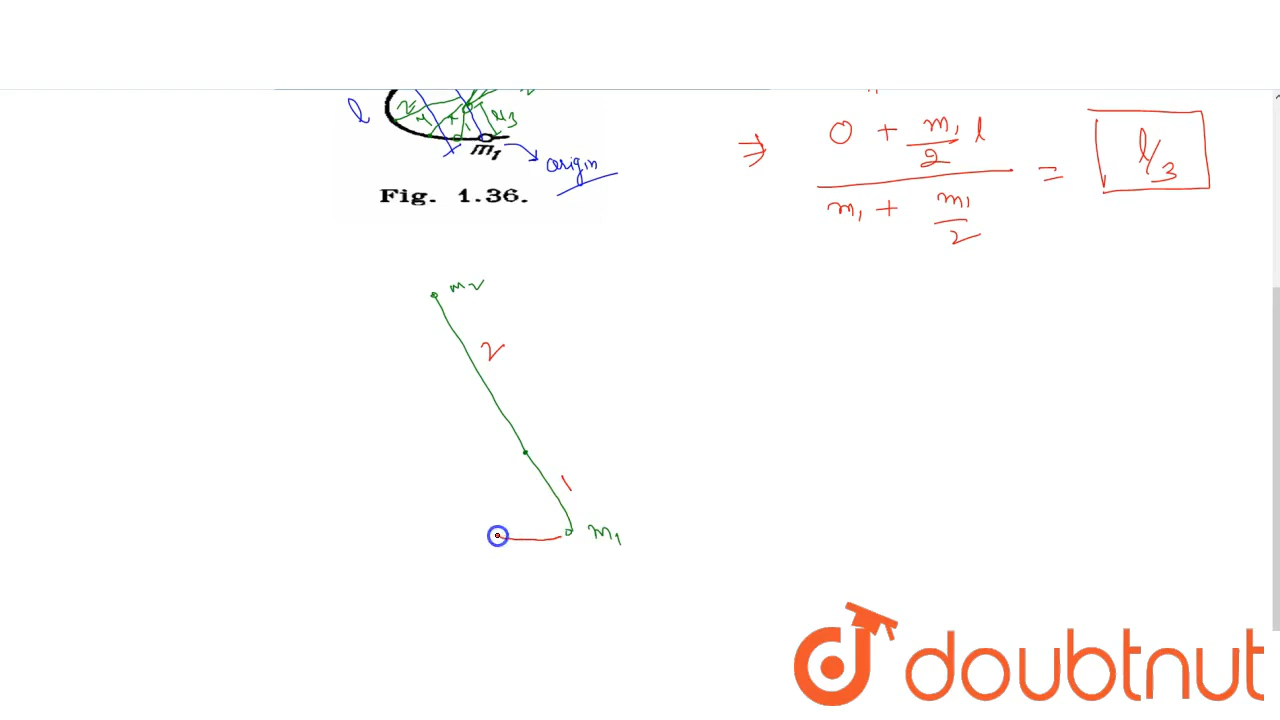 l
m₁
origin
Fig. 1.36.
⇒ 0 + m₁/2 l
m₁ + m₁/2
= l/3
m₂
2
1
m₁
doubtnut